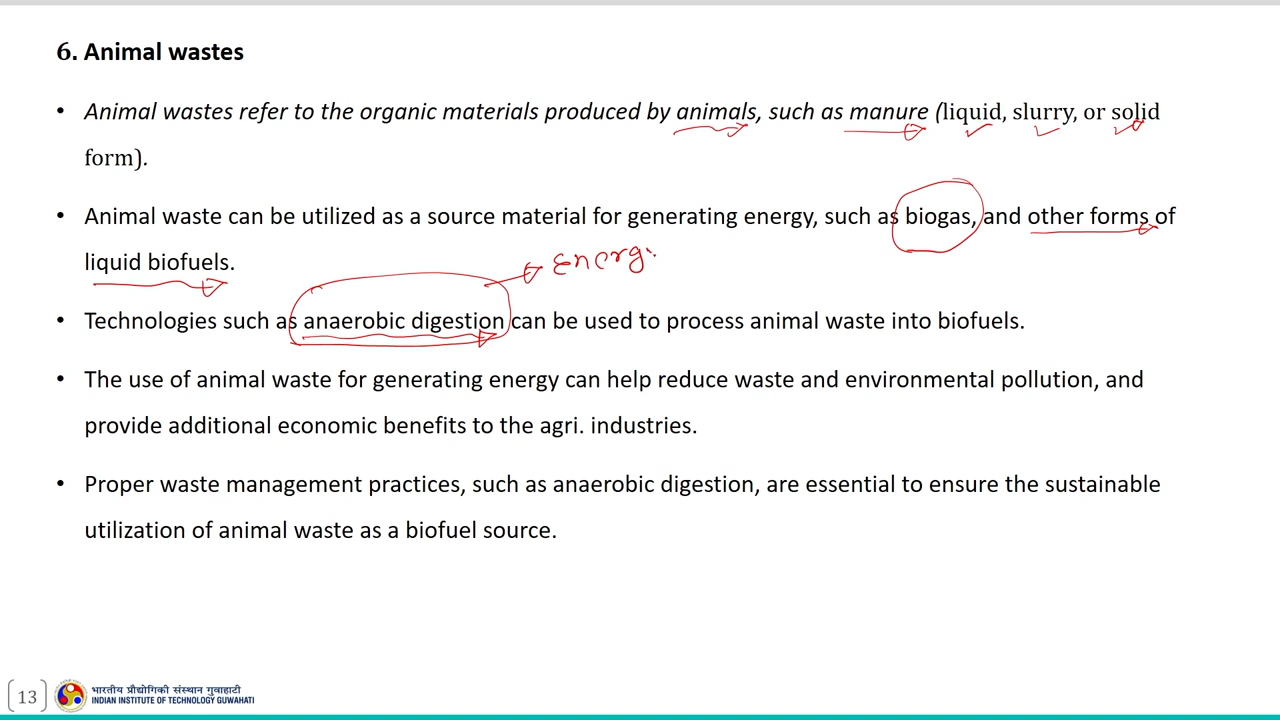 6. Animal wastes
• Animal wastes refer to the organic materials produced by animals, such as manure (liquid, slurry, or solid
form).
• Animal waste can be utilized as a source material for generating energy, such as biogas, and other forms of
liquid biofuels.
Energ
• Technologies such as anaerobic digestion can be used to process animal waste into biofuels.
• The use of animal waste for generating energy can help reduce waste and environmental pollution, and
provide additional economic benefits to the agri. industries.
• Proper waste management practices, such as anaerobic digestion, are essential to ensure the sustainable
utilization of animal waste as a biofuel source.
13
भारतीय प्रौद्योगिकी संस्थान गुवाहाटी
INDIAN INSTITUTE OF TECHNOLOGY GUWAHATI